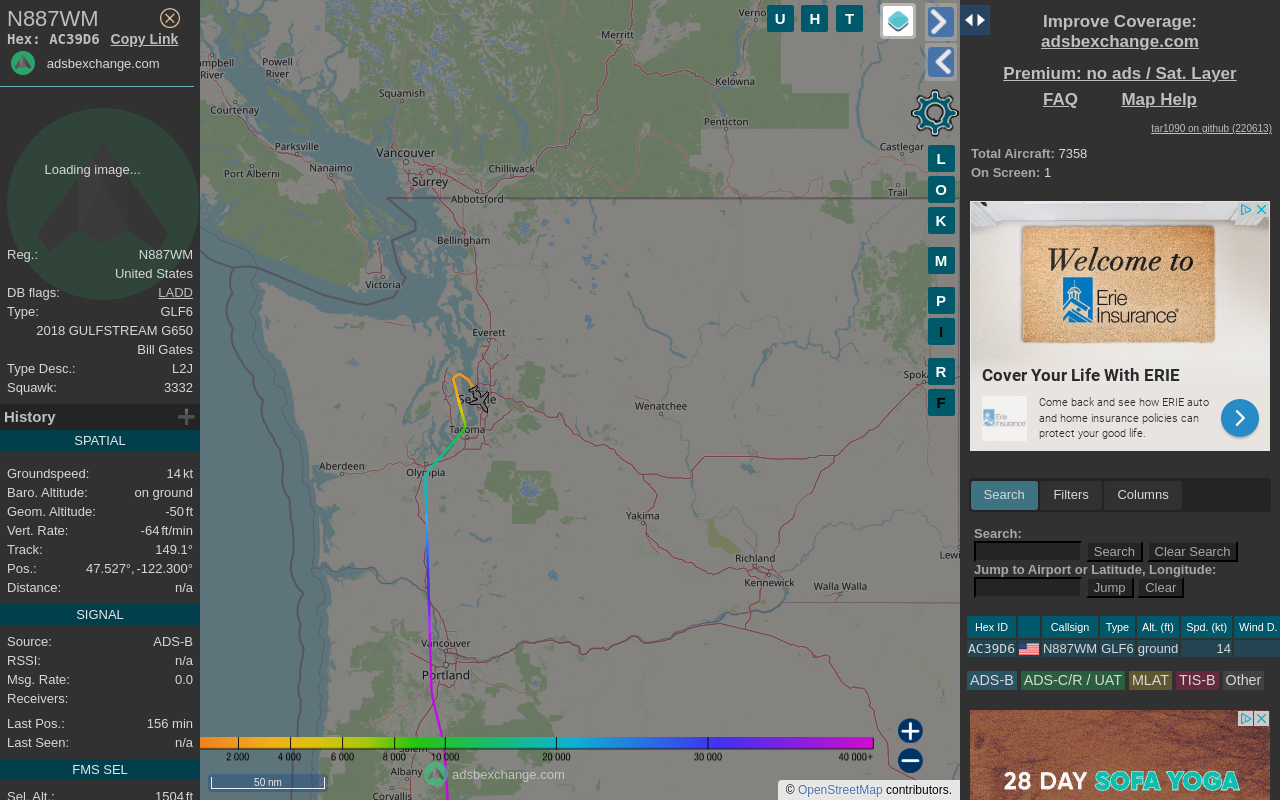 N887WM
Hex: AC39D6 Copy Link
adsbexchange.com
Loading image...
Reg.: N887WM
United States
DB flags: LADD
Type: GLF6
2018 GULFSTREAM G650
Bill Gates
Type Desc.: L2J
Squawk: 3332
History
SPATIAL
Groundspeed: 14 kt
Baro. Altitude: on ground
Geom. Altitude: -50 ft
Vert. Rate: -64 ft/min
Track: 149.1°
Pos.: 47.527°, -122.300°
Distance: n/a
SIGNAL
Source: ADS-B
RSSI: n/a
Msg. Rate: 0.0
Receivers:
Last Pos.: 156 min
Last Seen: n/a
FMS SEL
Sel. Alt.: 1504 ft
Merritt
Powell
River
River
Squamish
Courtenay
Kelowna
Penticton
Parksville
Vancouver
Nanaimo
Port Alberni
Surrey
Chilliwack
Abbotsford
Castlegar
Trail
Bellingham
Victoria
Everett
Tacoma
Wenatchee
Aberdeen
Olympia
Yakima
Richland
Kennewick
Walla Walla
Vancouver
Portland
Albany
Corvallis
U H T
L
O
K
M
P
I
R
F
2 000 4 000 6 000 8 000 10 000 20 000 30 000 40 000+
50 nm
adsbexchange.com
© OpenStreetMap contributors.
Improve Coverage:
adsbexchange.com
Premium: no ads / Sat. Layer
FAQ Map Help
tar1090 on github (220613)
Total Aircraft: 7358
On Screen: 1
Welcome to
Erie
Insurance®
Cover Your Life With ERIE
Come back and see how ERIE auto
and home insurance policies can
protect your good life.
Search Filters Columns
Search:
Search Clear Search
Jump to Airport or Latitude, Longitude:
Jump Clear
Hex ID Callsign Type Alt. (ft) Spd. (kt) Wind D.
AC39D6 N887WM GLF6 ground 14
ADS-B ADS-C/R / UAT MLAT TIS-B Other
28 DAY SOFA YOGA